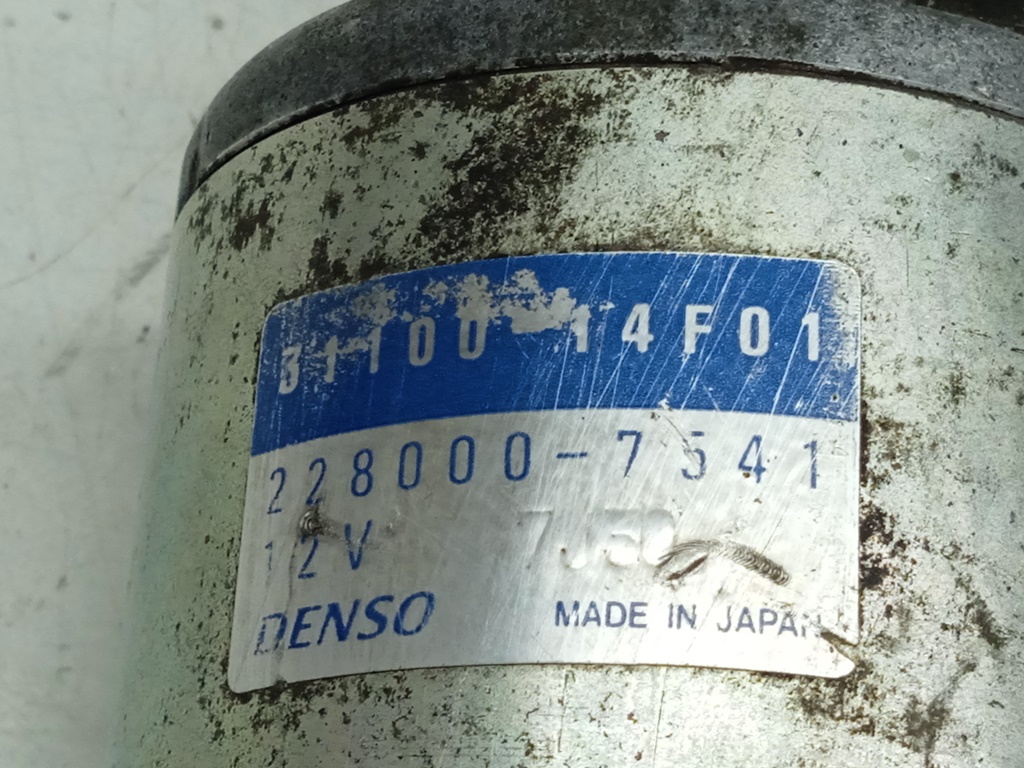 31100-14F01
228000-7541
12V
DENSO MADE IN JAPAN